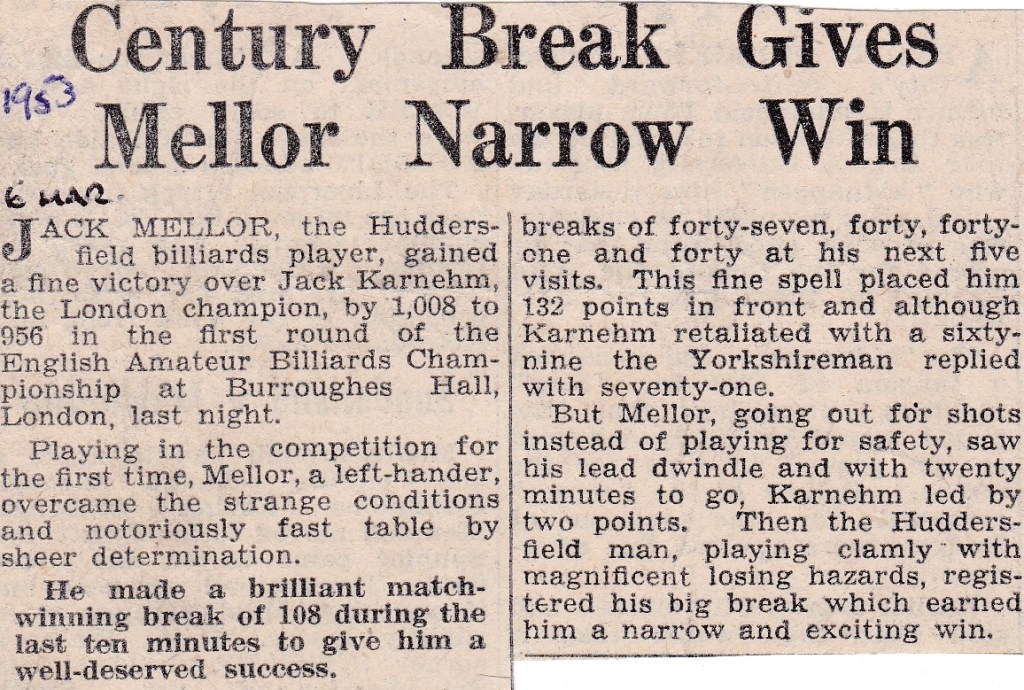 Century Break Gives
1953
Mellor Narrow Win
6 MAR.
JACK MELLOR, the Hudders-
field billiards player, gained
a fine victory over Jack Karnehm,
the London champion, by 1,008 to
956 in the first round of the
English Amateur Billiards Cham-
pionship at Burroughes Hall,
London, last night.
Playing in the competition for
the first time, Mellor, a left-hander,
overcame the strange conditions
and notoriously fast table by
sheer determination.
He made a brilliant match-
winning break of 108 during the
last ten minutes to give him a
well-deserved success.
breaks of forty-seven, forty, forty-
one and forty at his next five
visits. This fine spell placed him
132 points in front and although
Karnehm retaliated with a sixty-
nine the Yorkshireman replied
with seventy-one.
But Mellor, going out for shots
instead of playing for safety, saw
his lead dwindle and with twenty
minutes to go, Karnehm led by
two points. Then the Hudders-
field man, playing clamly with
magnificent losing hazards, regis-
tered his big break which earned
him a narrow and exciting win.